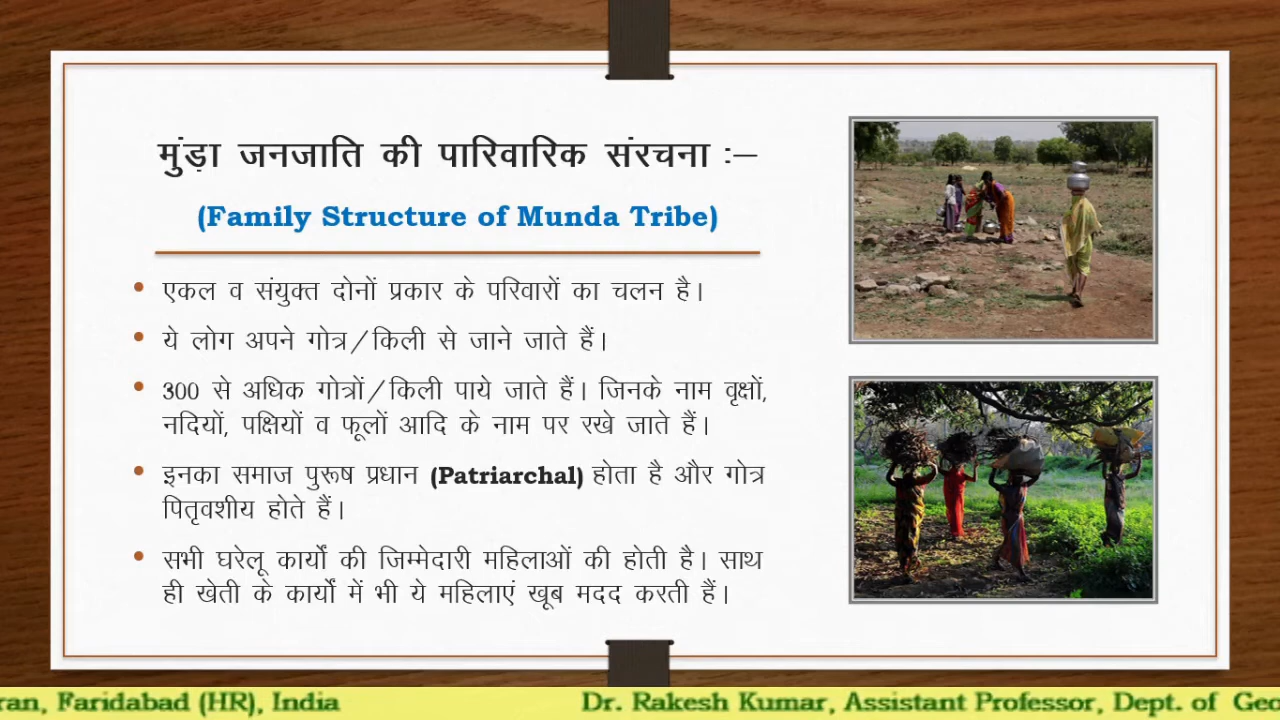 मुंड़ा जनजाति की पारिवारिक संरचना :–
(Family Structure of Munda Tribe)
• एकल व संयुक्त दोनों प्रकार के परिवारों का चलन है।
• ये लोग अपने गोत्र/किली से जाने जाते हैं।
• 300 से अधिक गोत्रों/किली पाये जाते हैं। जिनके नाम वृक्षों,
नदियों, पक्षियों व फूलों आदि के नाम पर रखे जाते हैं।
• इनका समाज पुरूष प्रधान (Patriarchal) होता है और गोत्र
पितृवशीय होते हैं।
• सभी घरेलू कार्यों की जिम्मेदारी महिलाओं की होती है। साथ
ही खेती के कार्यों में भी ये महिलाएं खूब मदद करती हैं।
ran, Faridabad (HR), India Dr. Rakesh Kumar, Assistant Professor, Dept. of Geo